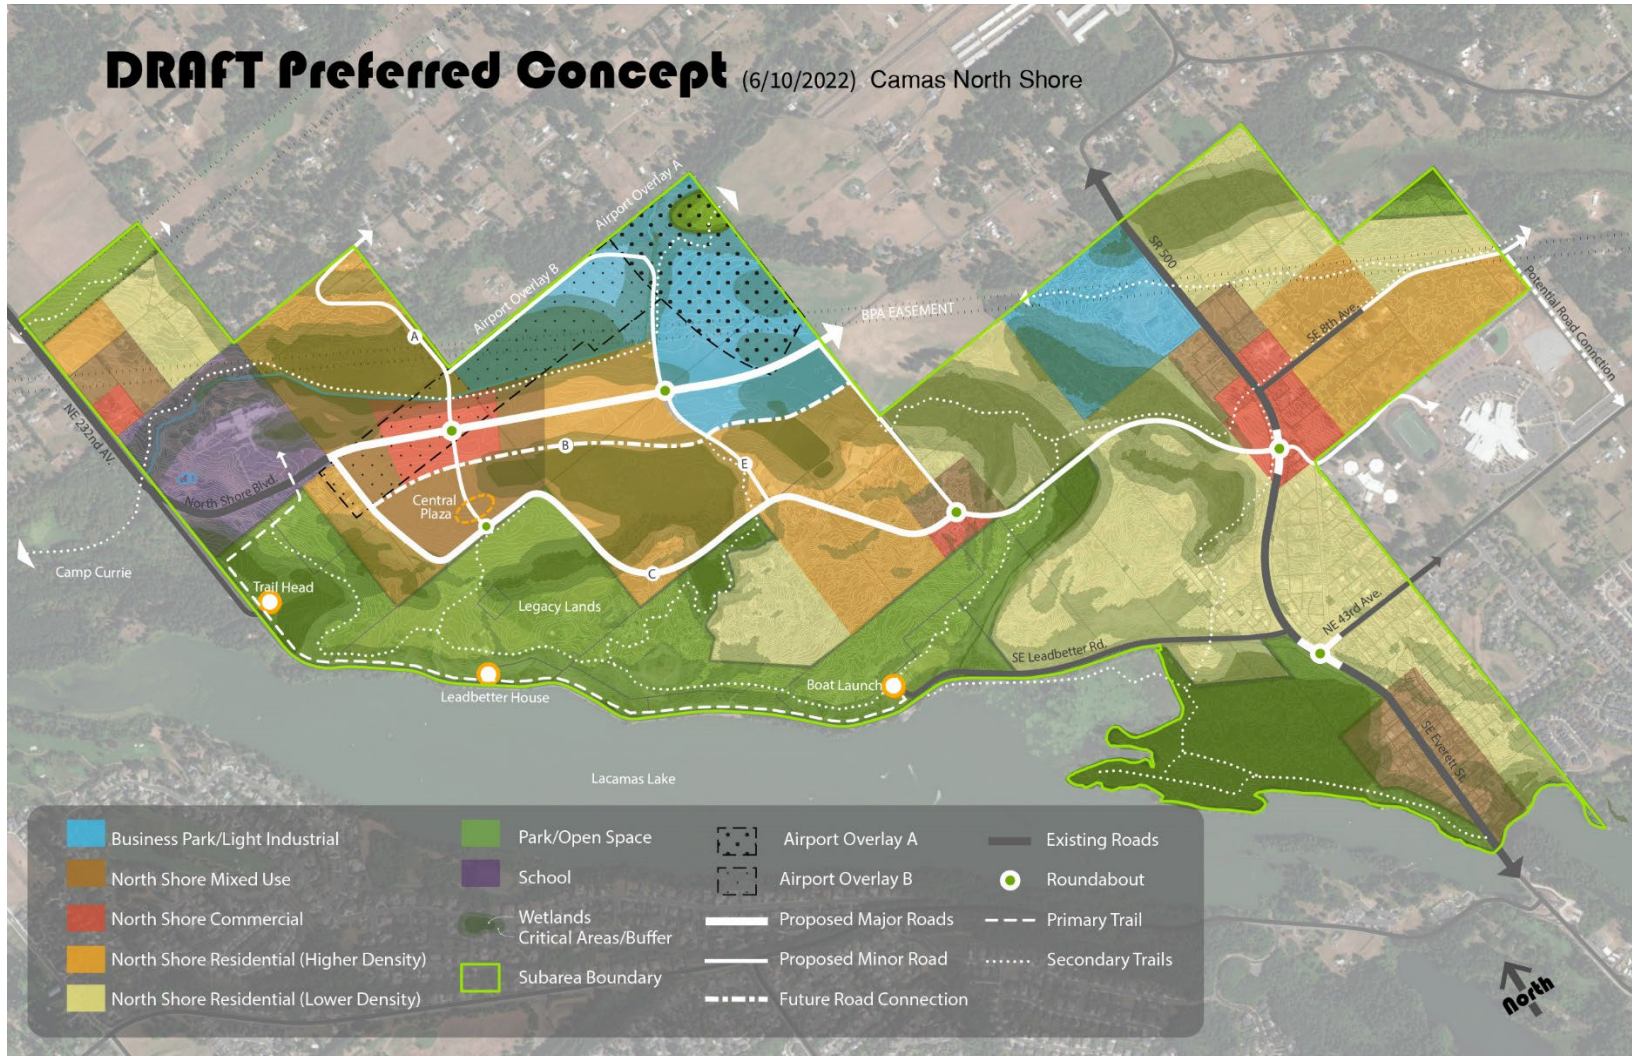 DRAFT Preferred Concept (6/10/2022) Camas North Shore
Airport Overlay A
Airport Overlay B
SR 500
BPA EASEMENT
SE 8th Ave.
Potential Road Connction
A
NE 232nd AV.
B
E
North Shore Blvd.
Central
Plaza
Camp Currie
Trail Head
C
Legacy Lands
NE 43rd Ave.
SE Leadbetter Rd.
Boat Launch
Leadbetter House
SE Everett St.
Lacamas Lake
Business Park/Light Industrial
North Shore Mixed Use
North Shore Commercial
North Shore Residential (Higher Density)
North Shore Residential (Lower Density)
Park/Open Space
School
Wetlands
Critical Areas/Buffer
Subarea Boundary
Airport Overlay A
Airport Overlay B
Proposed Major Roads
Proposed Minor Road
Future Road Connection
Existing Roads
Roundabout
Primary Trail
Secondary Trails
North